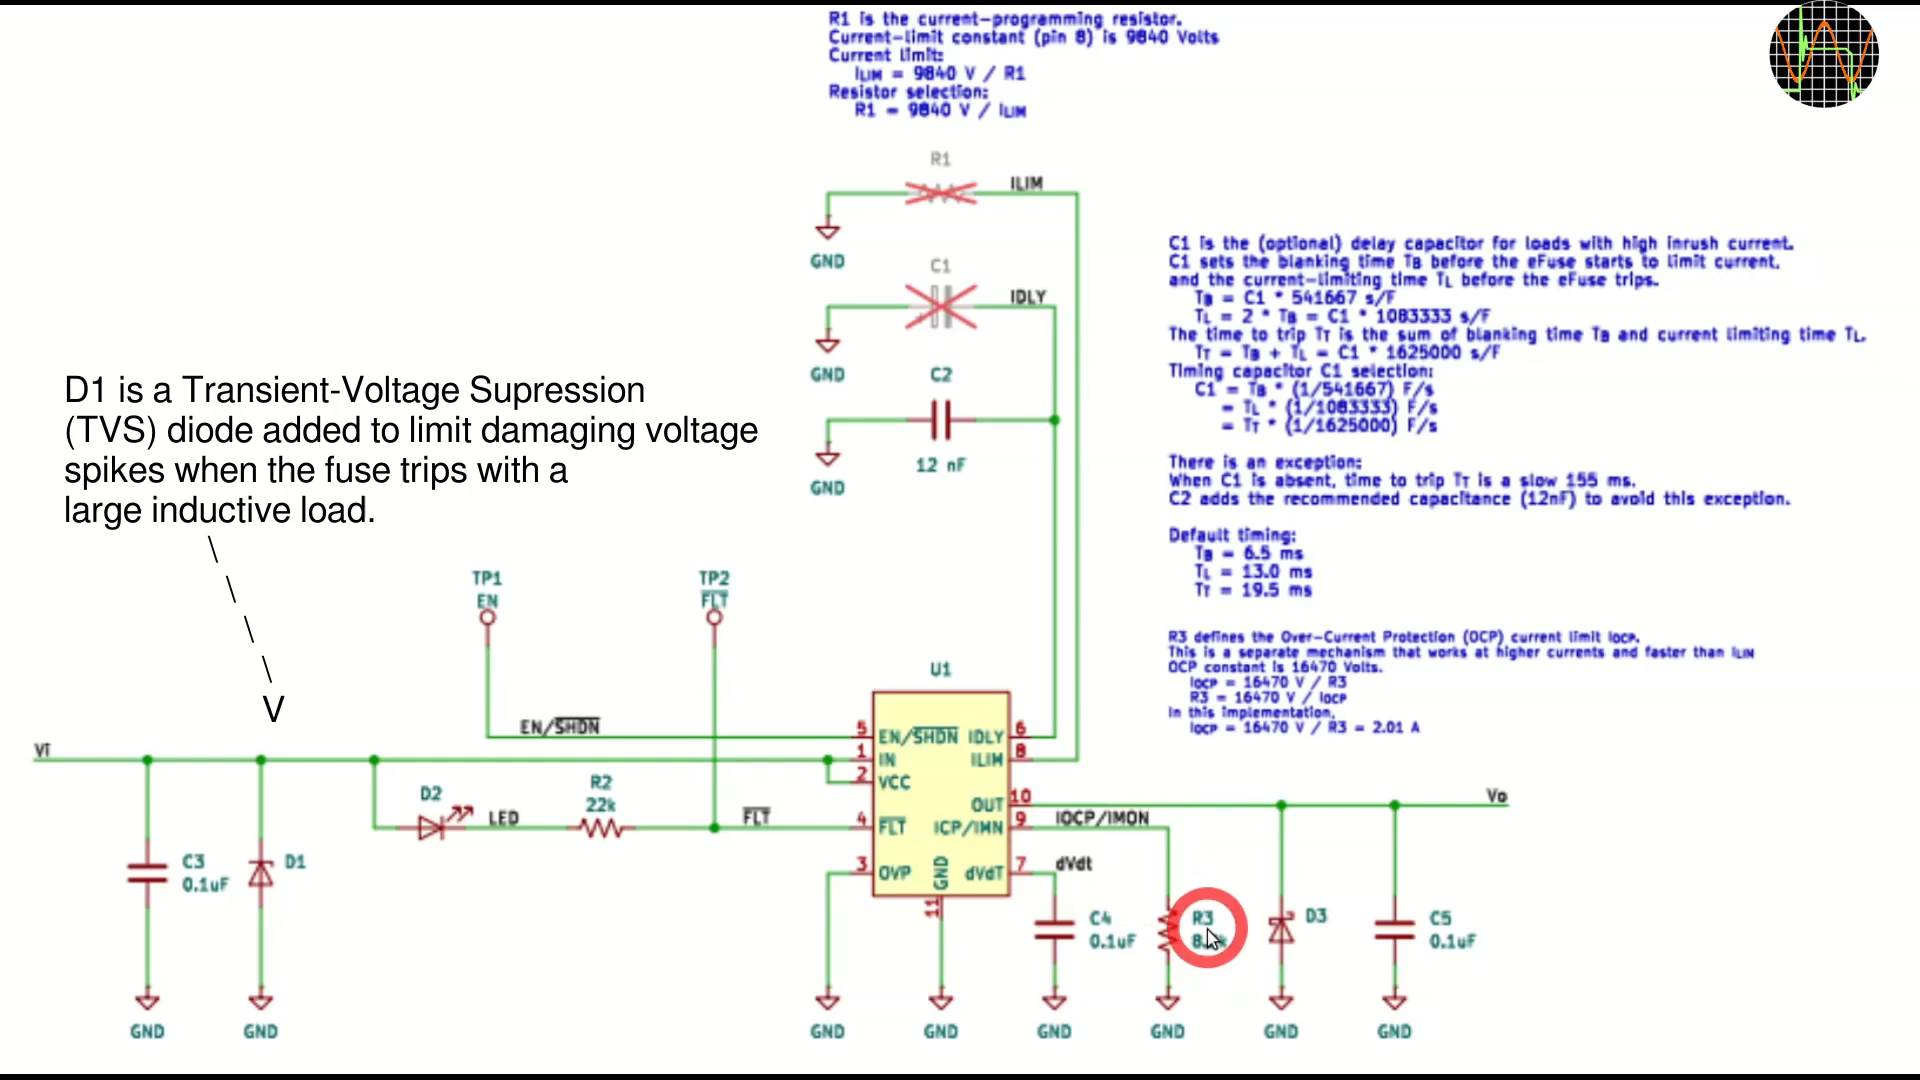 R1 is the current-programming resistor.
Current-limit constant (pin 8) is 9840 Volts
Current limit:
ILIM = 9840 V / R1
Resistor selection:
R1 = 9840 V / ILIM
R1
ILIM
GND
C1
IDLY
GND
C2
12 nF
GND
C1 is the (optional) delay capacitor for loads with high inrush current.
C1 sets the blanking time TB before the eFuse starts to limit current,
and the current-limiting time TL before the eFuse trips.
TB = C1 * 541667 s/F
TL = 2 * TB = C1 * 1083333 s/F
The time to trip TT is the sum of blanking time TB and current limiting time TL.
TT = TB + TL = C1 * 1625000 s/F
Timing capacitor C1 selection:
C1 = TB * (1/541667) F/s
= TL * (1/1083333) F/s
= TT * (1/1625000) F/s
There is an exception:
When C1 is absent, time to trip TT is a slow 155 ms.
C2 adds the recommended capacitance (12nF) to avoid this exception.
Default timing:
TB = 6.5 ms
TL = 13.0 ms
TT = 19.5 ms
R3 defines the Over-Current Protection (OCP) current limit IOCP.
This is a separate mechanism that works at higher currents and faster than ILIM
OCP constant is 16470 Volts.
IOCP = 16470 V / R3
R3 = 16470 V / IOCP
In this implementation,
IOCP = 16470 V / R3 = 2.01 A
D1 is a Transient-Voltage Supression
(TVS) diode added to limit damaging voltage
spikes when the fuse trips with a
large inductive load.
V
TP1
EN
TP2
FLT
U1
EN/SHDN
5
EN/SHDN
IDLY
6
Vi
1
IN
ILIM
8
2
VCC
D2
LED
R2
22k
FLT
4
FLT
OUT
10
Vo
ICP/IMN
9
IOCP/IMON
3
OVP
GND
11
dVdT
7
dVdt
C3
0.1uF
D1
C4
0.1uF
R3
D3
C5
0.1uF
GND
GND
GND
GND
GND
GND
GND
GND